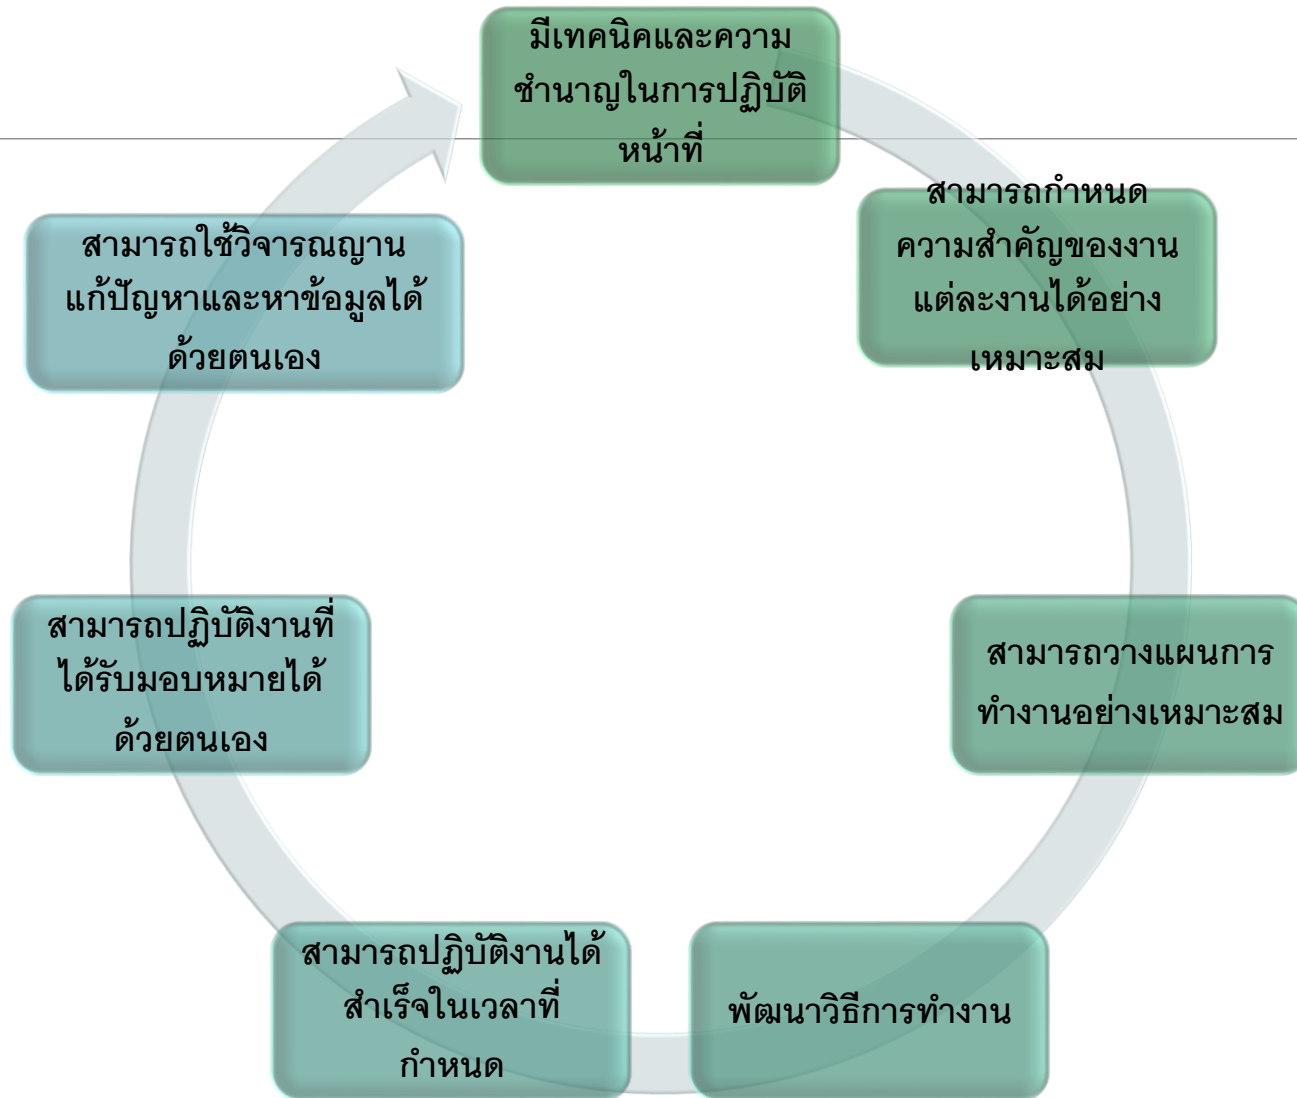 มีเทคนิคและความ
ชำนาญในการปฏิบัติ
หน้าที่
สามารถกำหนด
ความสำคัญของงาน
แต่ละงานได้อย่าง
เหมาะสม
สามารถวางแผนการ
ทำงานอย่างเหมาะสม
พัฒนาวิธีการทำงาน
สามารถปฏิบัติงานได้
สำเร็จในเวลาที่
กำหนด
สามารถปฏิบัติงานที่
ได้รับมอบหมายได้
ด้วยตนเอง
สามารถใช้วิจารณญาน
แก้ปัญหาและหาข้อมูลได้
ด้วยตนเอง